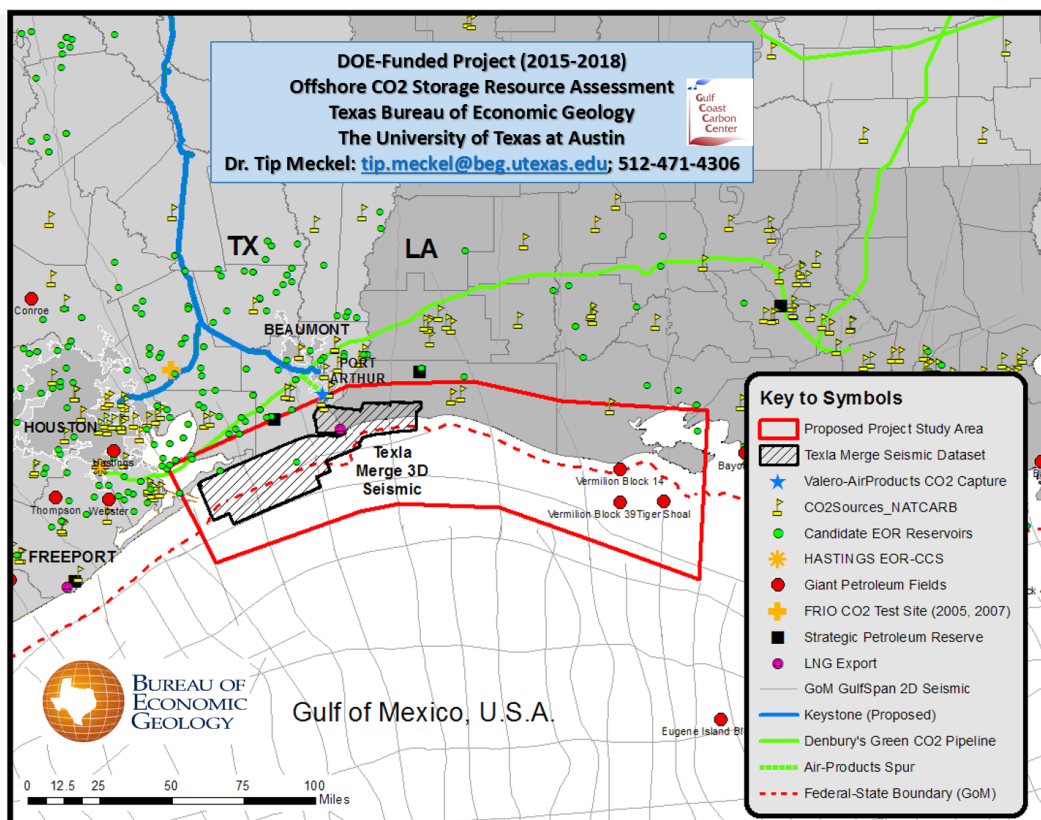 DOE-Funded Project (2015-2018)
Offshore CO2 Storage Resource Assessment
Texas Bureau of Economic Geology
The University of Texas at Austin
Dr. Tip Meckel: tip.meckel@beg.utexas.edu; 512-471-4306
Gulf
Coast
Carbon
Center
TX
LA
Conroe
BEAUMONT
PORT
ARTHUR
HOUSTON
Hastings
Thompson
Webster
FREEPORT
Texla
Merge 3D
Seismic
Vermilion Block 14
Vermilion Block 39
Tiger Shoal
Bayo
Eugene Island Bl
Gulf of Mexico, U.S.A.
BUREAU OF
ECONOMIC
GEOLOGY
0 12.5 25 50 75 100
Miles
Key to Symbols
Proposed Project Study Area
Texla Merge Seismic Dataset
Valero-AirProducts CO2 Capture
CO2Sources_NATCARB
Candidate EOR Reservoirs
HASTINGS EOR-CCS
Giant Petroleum Fields
FRIO CO2 Test Site (2005, 2007)
Strategic Petroleum Reserve
LNG Export
GoM GulfSpan 2D Seismic
Keystone (Proposed)
Denbury's Green CO2 Pipeline
Air-Products Spur
Federal-State Boundary (GoM)